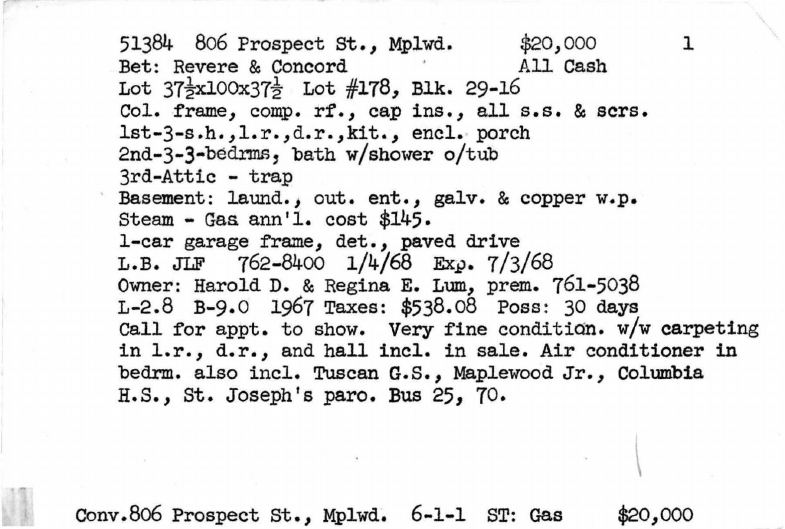 51384 806 Prospect St., Mplwd. $20,000 1
Bet: Revere & Concord All Cash
Lot 37½x100x37½ Lot #178, Blk. 29-16
Col. frame, comp. rf., cap ins., all s.s. & scrs.
1st-3-s.h.,l.r.,d.r.,kit., encl. porch
2nd-3-3-bedrms, bath w/shower o/tub
3rd-Attic - trap
Basement: laund., out. ent., galv. & copper w.p.
Steam - Gas ann'l. cost $145.
1-car garage frame, det., paved drive
L.B. JLF 762-8400 1/4/68 Exp. 7/3/68
Owner: Harold D. & Regina E. Lum, prem. 761-5038
L-2.8 B-9.0 1967 Taxes: $538.08 Poss: 30 days
Call for appt. to show. Very fine condition. w/w carpeting
in l.r., d.r., and hall incl. in sale. Air conditioner in
bedrm. also incl. Tuscan G.S., Maplewood Jr., Columbia
H.S., St. Joseph's paro. Bus 25, 70.
Conv.806 Prospect St., Mplwd. 6-1-1 ST: Gas $20,000